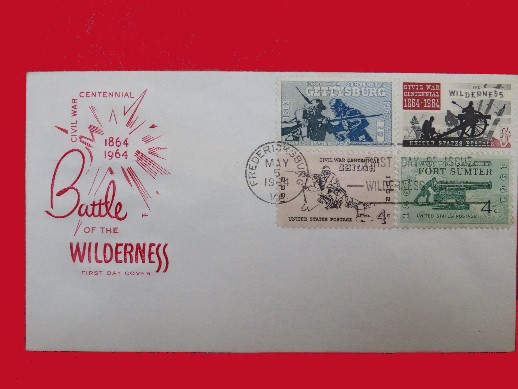 CIVIL WAR CENTENNIAL
1864
1964
Battle
OF THE
WILDERNESS
FIRST DAY COVER
GETTYSBURG
CIVIL WAR
CENTENNIAL
1864-1964
THE
WILDERNESS
UNITED STATES POSTAGE
FREDERICKSBURG
MAY
5
FIRST DAY OF ISSUE
WILDERNESS
CIVIL WAR CENTENNIAL
SHILOH
UNITED STATES POSTAGE
4¢
FORT SUMTER
UNITED STATES POSTAGE
4¢